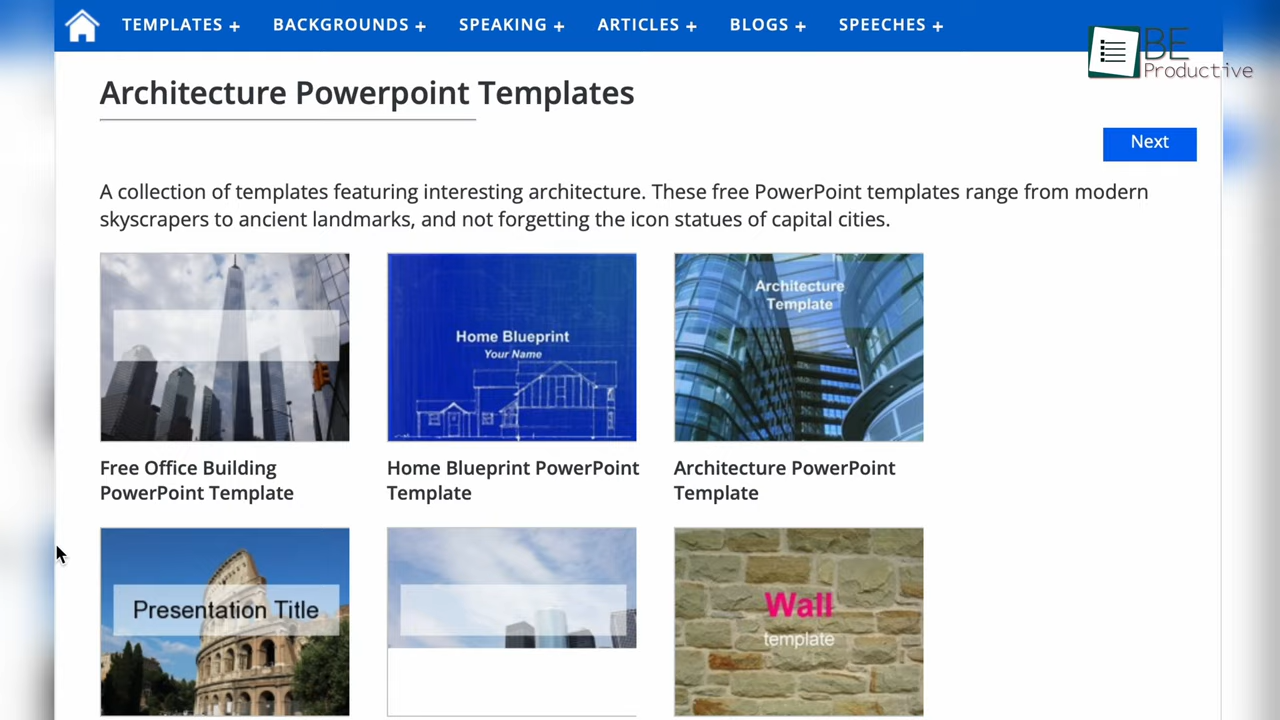 TEMPLATES + BACKGROUNDS + SPEAKING + ARTICLES + BLOGS + SPEECHES +
BE
Productive
Architecture Powerpoint Templates
Next
A collection of templates featuring interesting architecture. These free PowerPoint templates range from modern
skyscrapers to ancient landmarks, and not forgetting the icon statues of capital cities.
Home Blueprint
Your Name
Architecture
Template
Free Office Building
PowerPoint Template
Home Blueprint PowerPoint
Template
Architecture PowerPoint
Template
Presentation Title
Wall
template